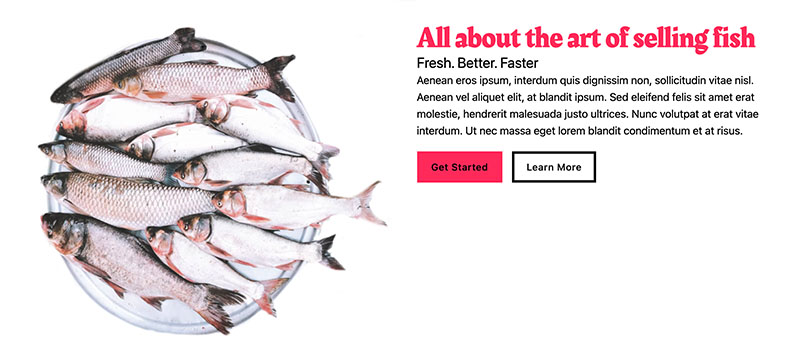 All about the art of selling fish
Fresh. Better. Faster
Aenean eros ipsum, interdum quis dignissim non, sollicitudin vitae nisl.
Aenean vel aliquet elit, at blandit ipsum. Sed eleifend felis sit amet erat
molestie, hendrerit malesuada justo ultrices. Nunc volutpat at erat vitae
interdum. Ut nec massa eget lorem blandit condimentum et at risus.
Get Started
Learn More